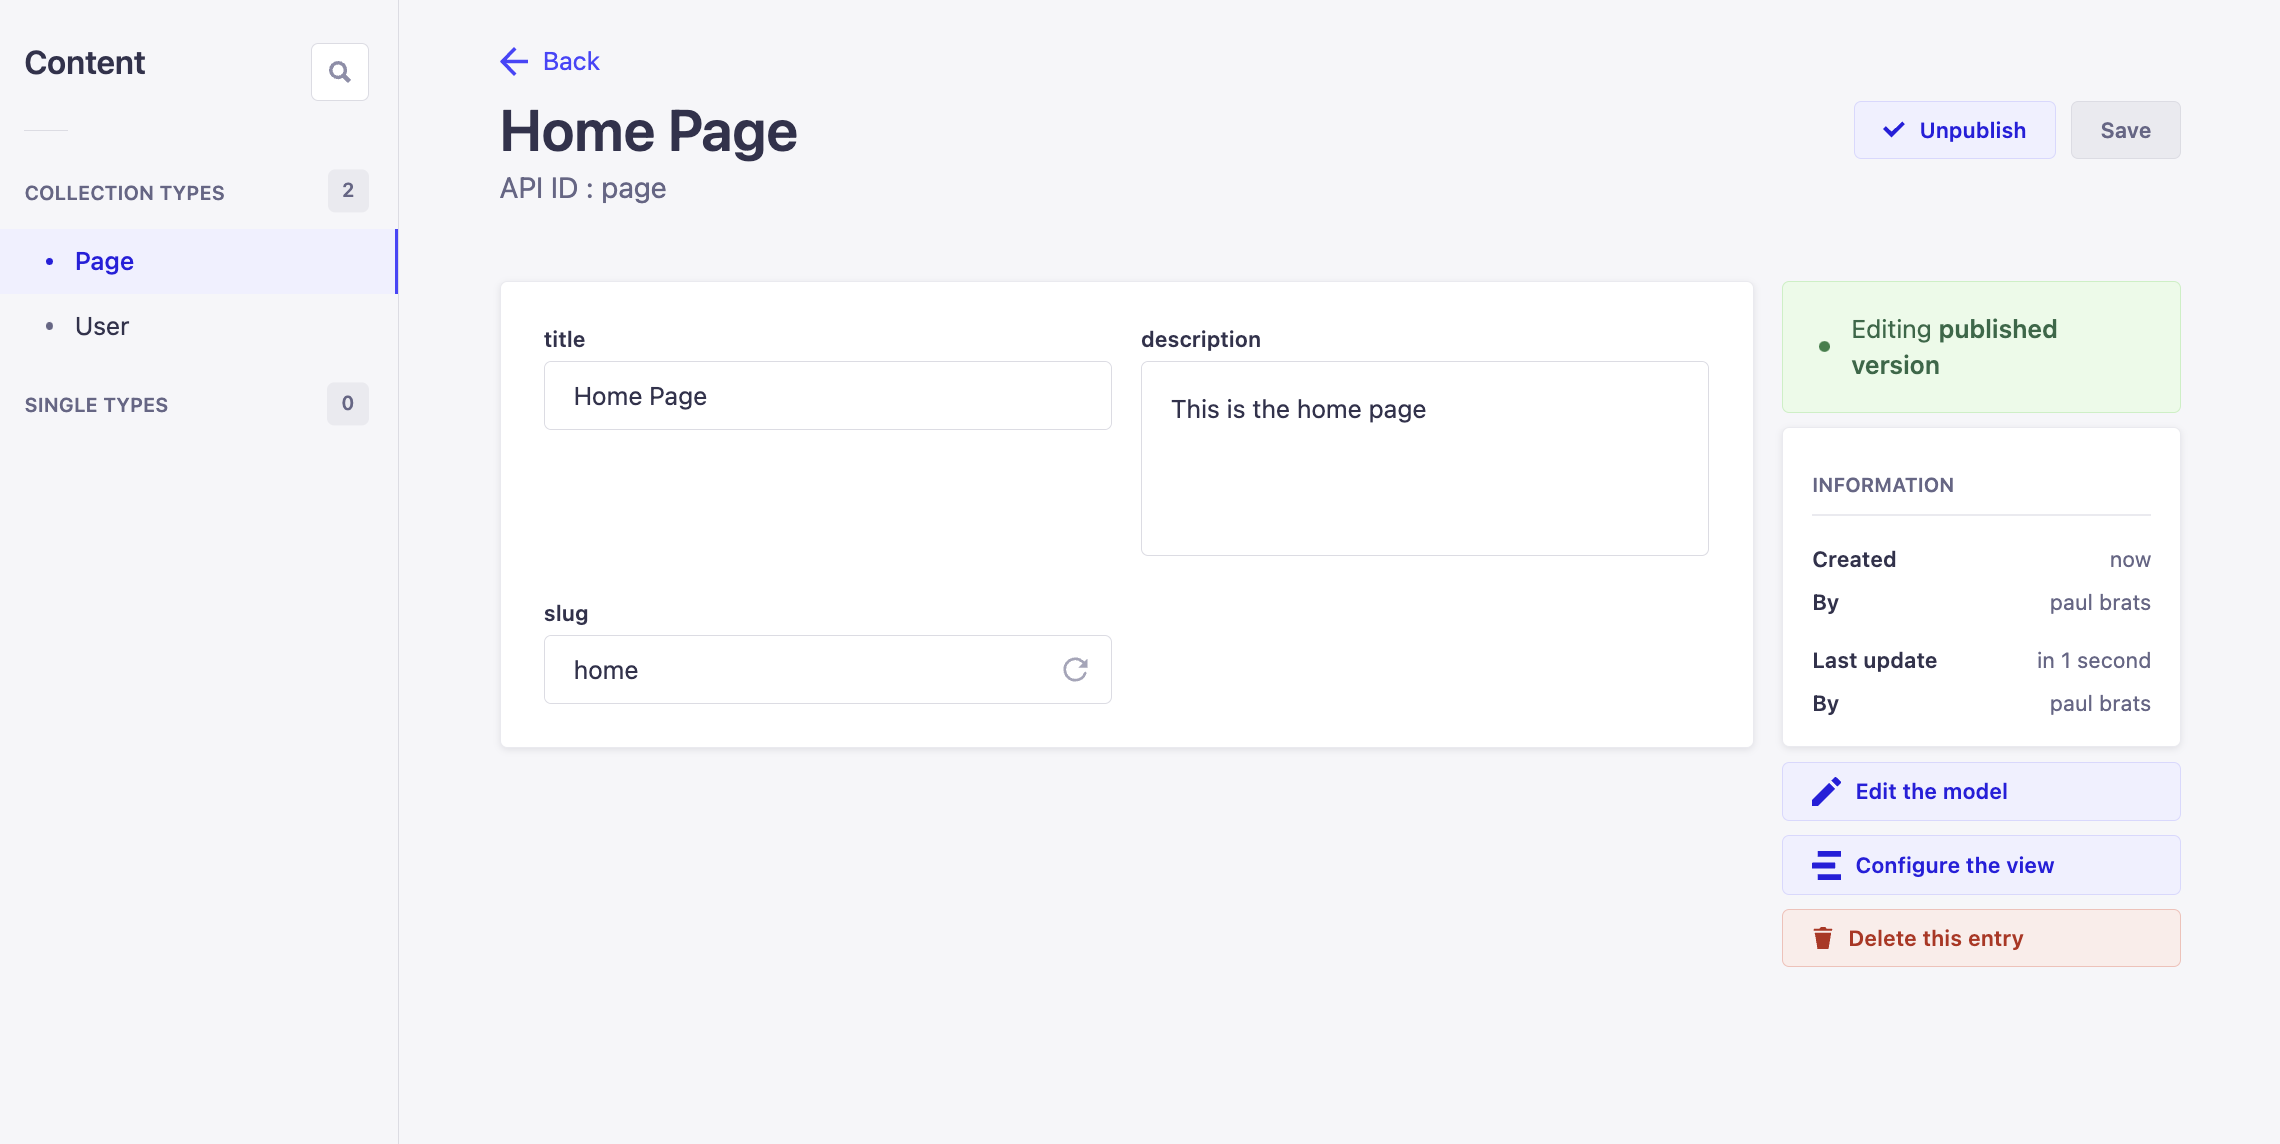 Content
COLLECTION TYPES 2
Page
User
SINGLE TYPES 0
Back
Home Page
API ID : page
Unpublish
Save
title
Home Page
description
This is the home page
slug
home
Editing published
version
INFORMATION
Created now
By paul brats
Last update in 1 second
By paul brats
Edit the model
Configure the view
Delete this entry